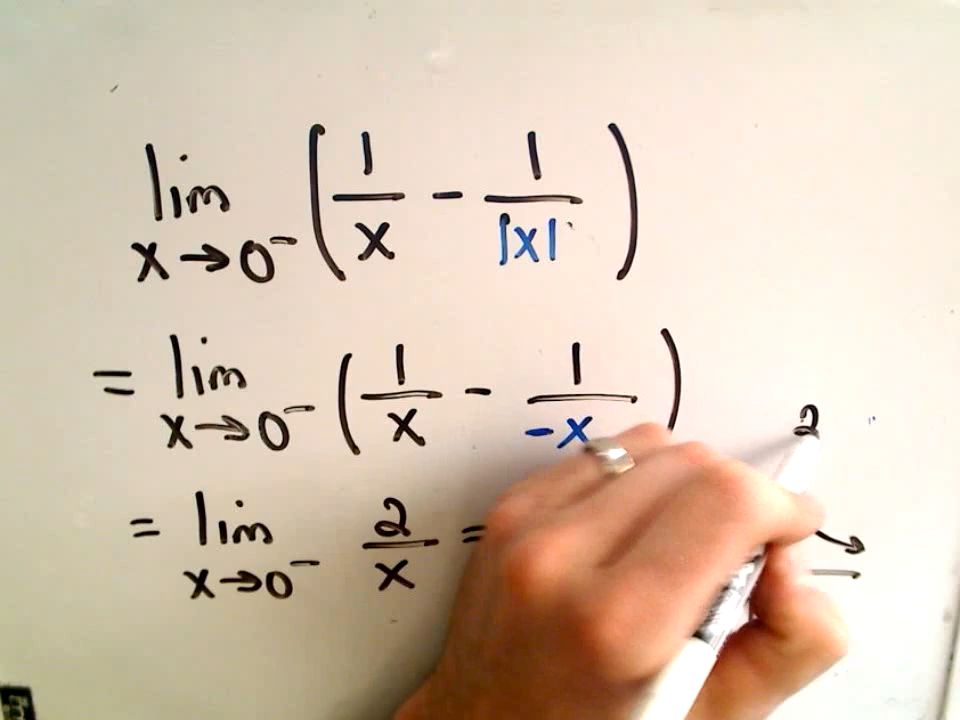 lim x→0⁻ ( 1/x - 1/|x| )
= lim x→0⁻ ( 1/x - 1/-x )
= lim x→0⁻ 2/x =
2